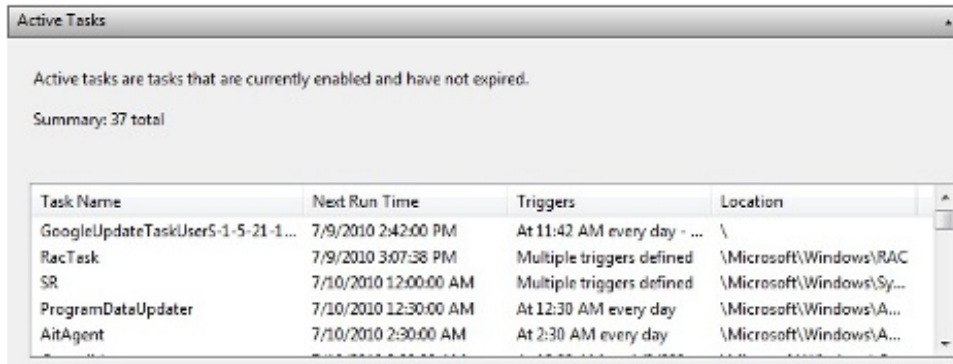 Active Tasks
Active tasks are tasks that are currently enabled and have not expired.
Summary: 37 total
Task Name Next Run Time Triggers Location
GoogleUpdateTaskUserS-1-5-21-1... 7/9/2010 2:42:00 PM At 11:42 AM every day - ... \
RacTask 7/9/2010 3:07:38 PM Multiple triggers defined \Microsoft\Windows\RAC
SR 7/10/2010 12:00:00 AM Multiple triggers defined \Microsoft\Windows\Sy...
ProgramDataUpdater 7/10/2010 12:30:00 AM At 12:30 AM every day \Microsoft\Windows\A...
AitAgent 7/10/2010 2:30:00 AM At 2:30 AM every day \Microsoft\Windows\A...